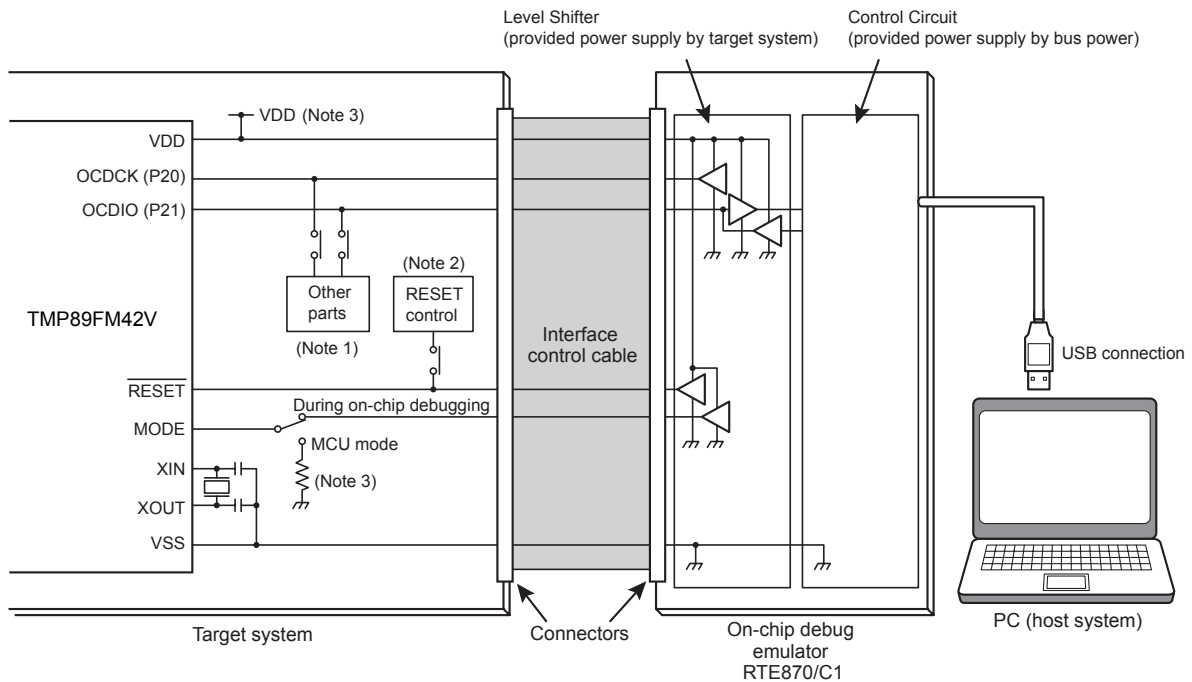 Level Shifter
(provided power supply by target system)
Control Circuit
(provided power supply by bus power)
VDD (Note 3)
VDD
OCDCK (P20)
OCDIO (P21)
(Note 2)
Other
parts
RESET
control
(Note 1)
TMP89FM42V
Interface
control cable
USB connection
RESET
During on-chip debugging
MODE
MCU mode
XIN
(Note 3)
XOUT
VSS
Target system
Connectors
On-chip debug
emulator
RTE870/C1
PC (host system)